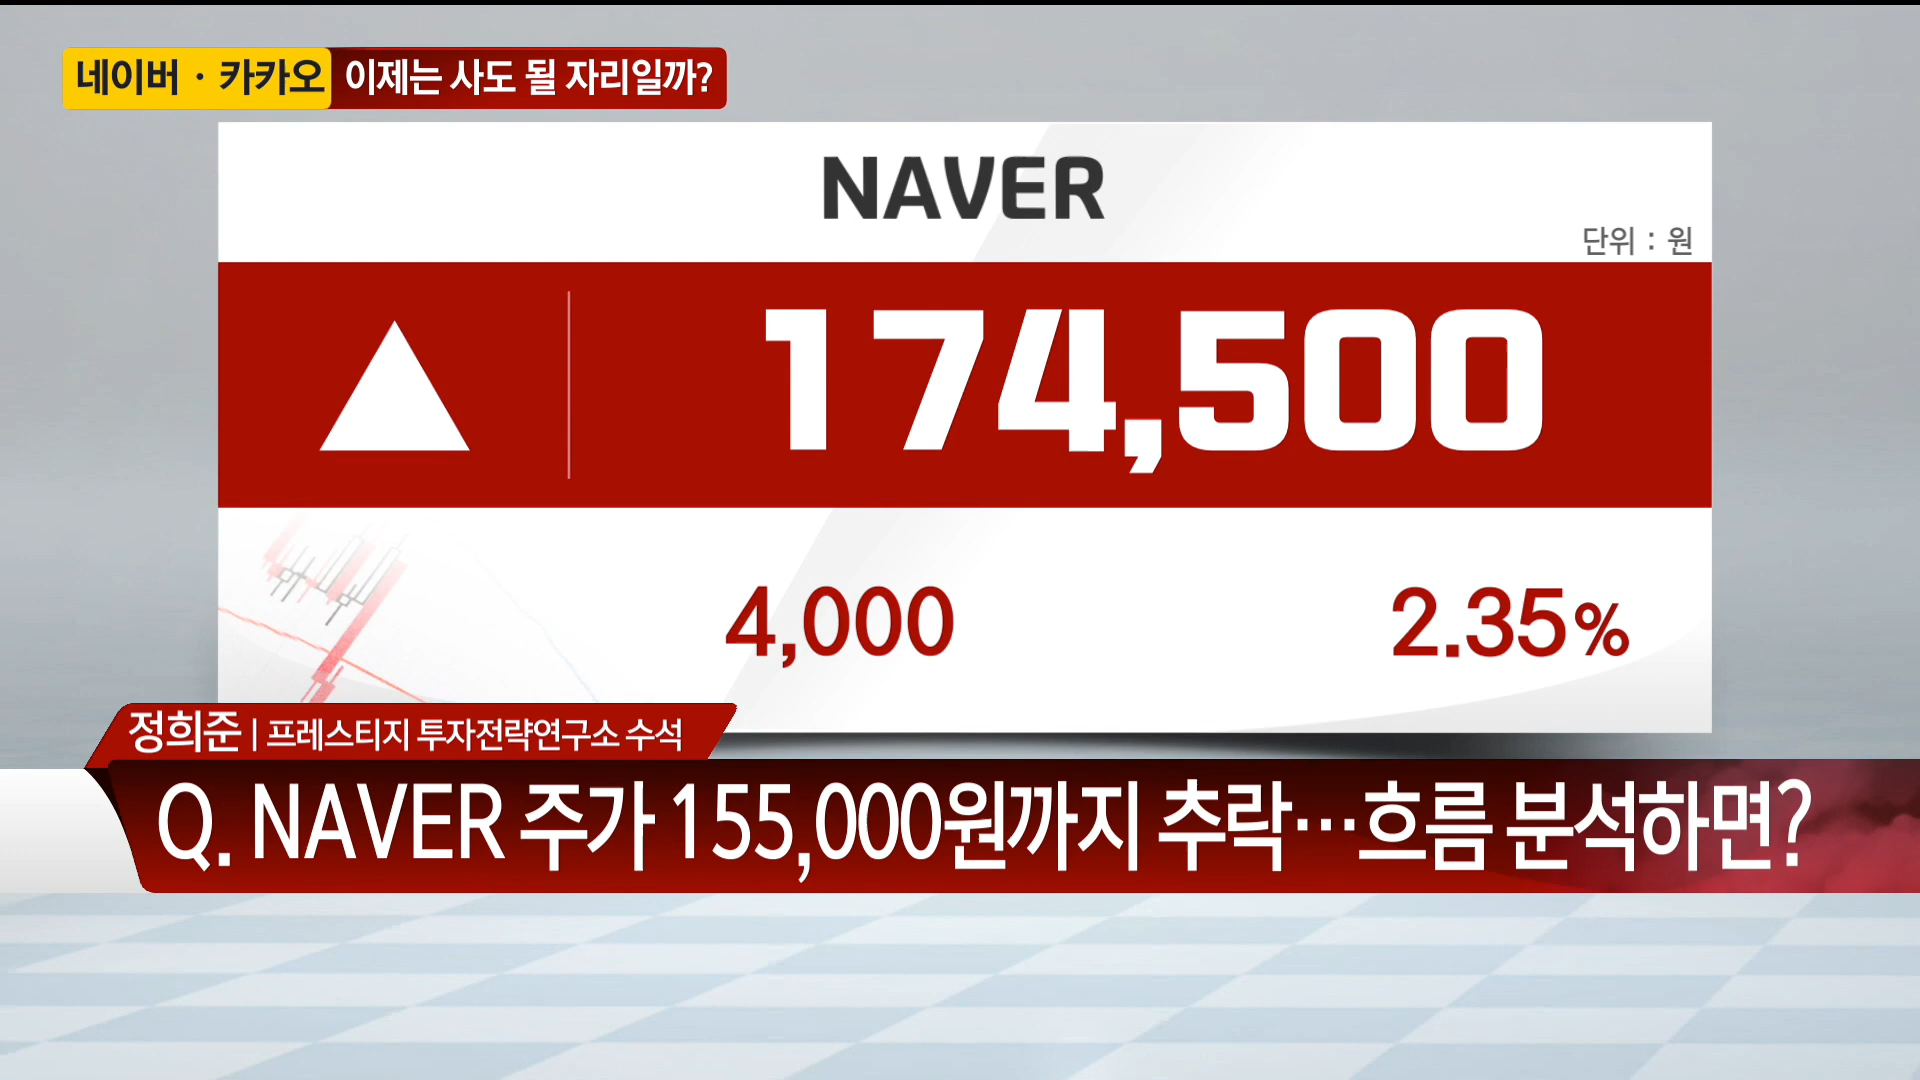 네이버 · 카카오 이제는 사도 될 자리일까?
NAVER
단위 : 원
▲ 174,500
4,000 2.35%
정희준 | 프레스티지 투자전략연구소 수석
Q. NAVER 주가 155,000원까지 추락…흐름 분석하면?